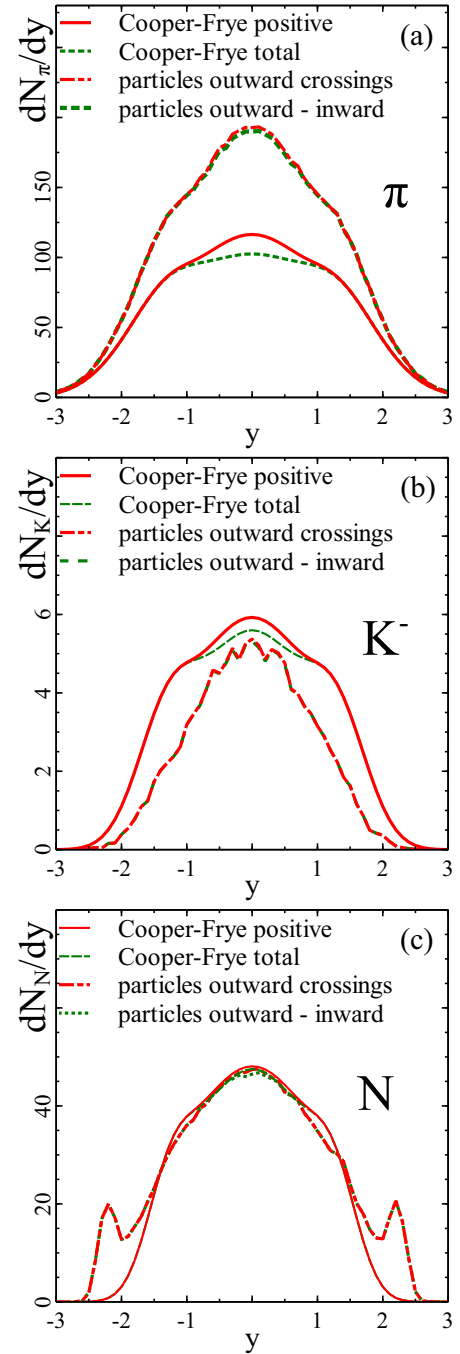 (a)
Cooper-Frye positive
Cooper-Frye total
particles outward crossings
particles outward - inward
dN_π/dy
π
150
100
50
0
-3 -2 -1 0 1 2 3
y
(b)
Cooper-Frye positive
Cooper-Frye total
particles outward crossings
particles outward - inward
dN_K/dy
K⁻
6
4
2
0
-3 -2 -1 0 1 2 3
y
(c)
Cooper-Frye positive
Cooper-Frye total
particles outward crossings
particles outward - inward
dN_N/dy
N
40
20
0
-3 -2 -1 0 1 2 3
y